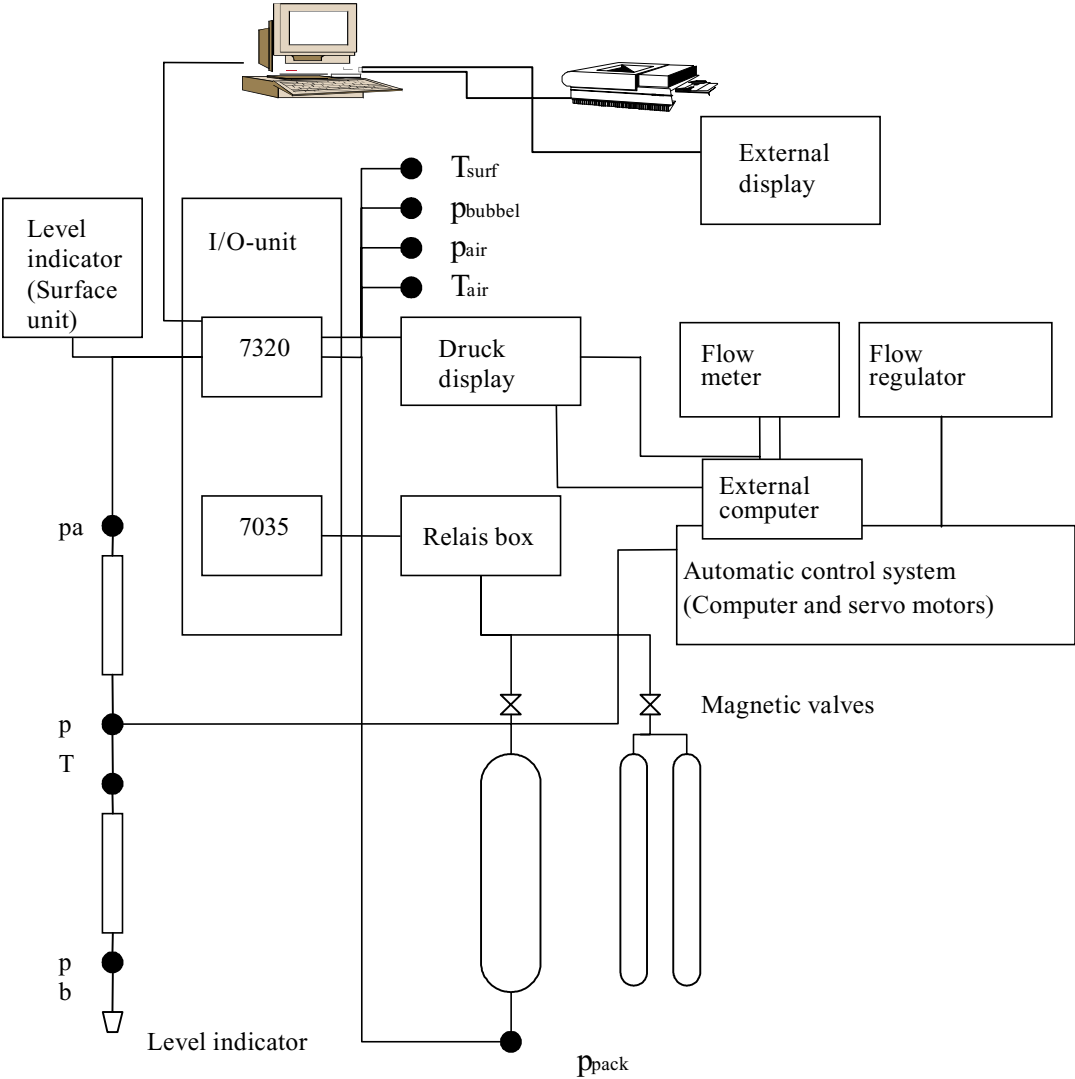 External
display
Tsurf
pbubbel
pair
Tair
Level
indicator
(Surface
unit)
I/O-unit
7320
Druck
display
Flow
meter
Flow
regulator
External
computer
pa
7035
Relais box
Automatic control system
(Computer and servo motors)
Magnetic valves
p
T
p
b
Level indicator
ppack